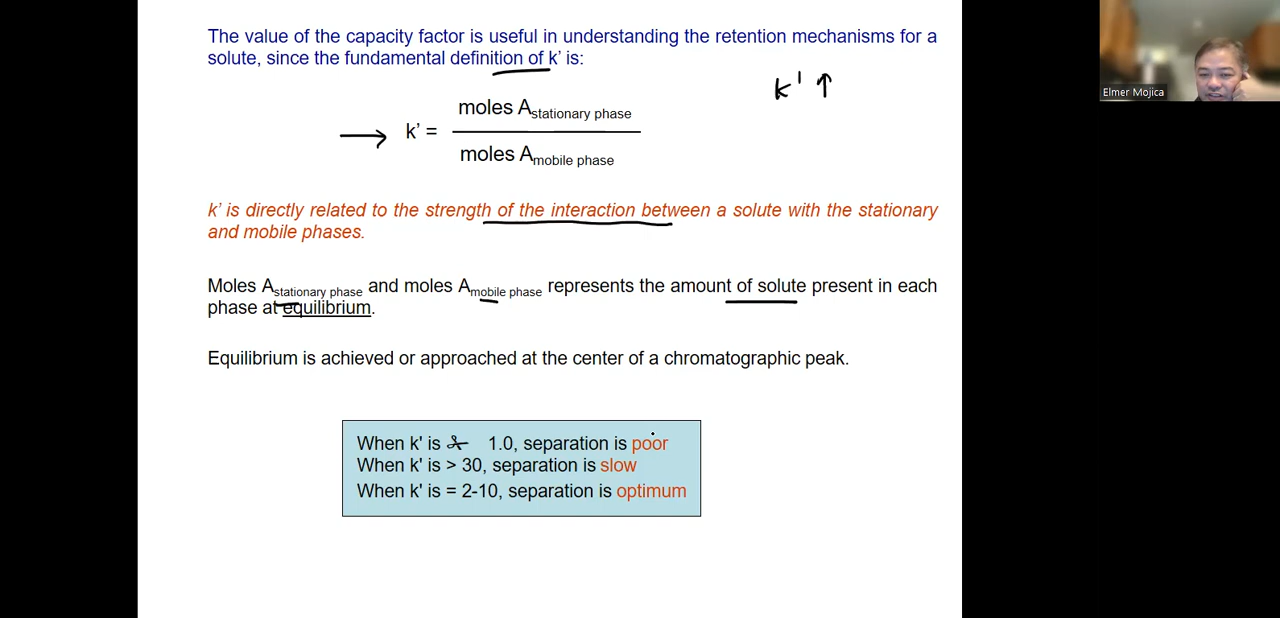 The value of the capacity factor is useful in understanding the retention mechanisms for a
solute, since the fundamental definition of k’ is:
k' ↑
Elmer Mojica
moles A stationary phase
k’ =
moles A mobile phase
k’ is directly related to the strength of the interaction between a solute with the stationary
and mobile phases.
Moles A stationary phase and moles A mobile phase represents the amount of solute present in each
phase at equilibrium.
Equilibrium is achieved or approached at the center of a chromatographic peak.
When k' is 1.0, separation is poor
When k' is > 30, separation is slow
When k' is = 2-10, separation is optimum